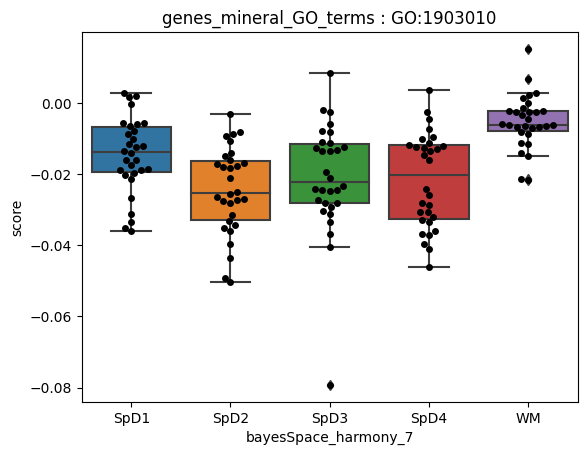 genes_mineral_GO_terms : GO:1903010
score
0.00
−0.02
−0.04
−0.06
−0.08
SpD1 SpD2 SpD3 SpD4 WM
bayesSpace_harmony_7